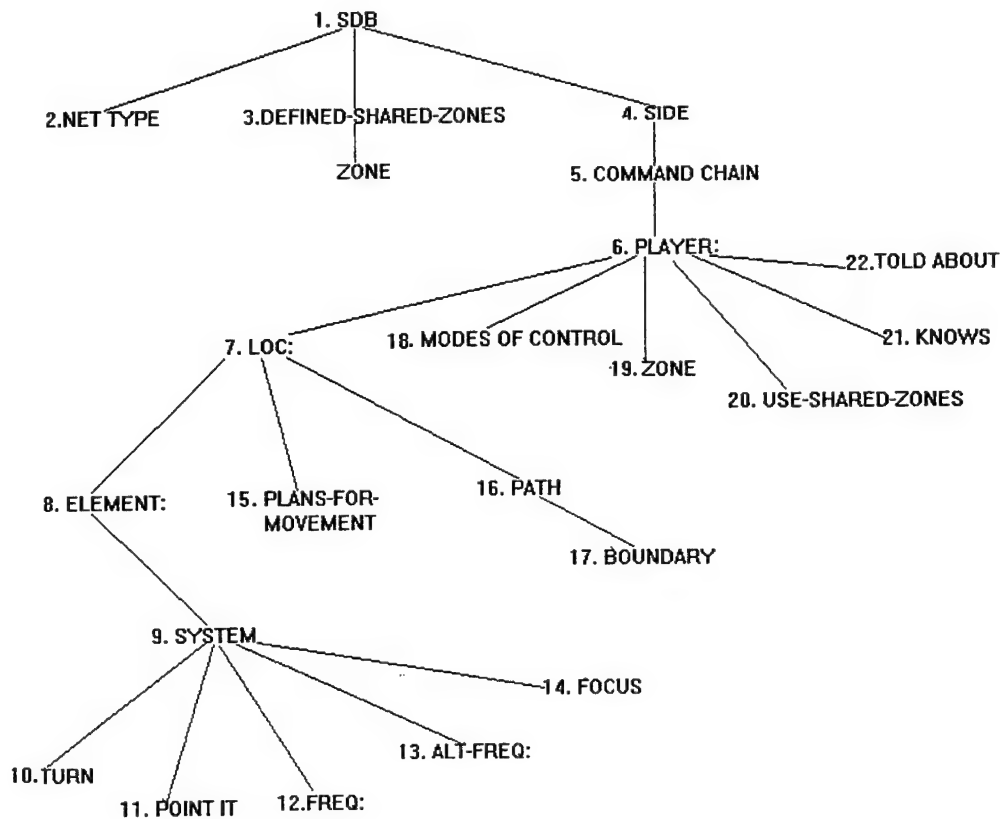 1. SDB
2.NET TYPE
3.DEFINED-SHARED-ZONES
4. SIDE
ZONE
5. COMMAND CHAIN
6. PLAYER:
22.TOLD ABOUT
7. LOC:
18. MODES OF CONTROL
21. KNOWS
19. ZONE
20. USE-SHARED-ZONES
8. ELEMENT:
15. PLANS-FOR-
MOVEMENT
16. PATH
17. BOUNDARY
9. SYSTEM
14. FOCUS
13. ALT-FREQ:
10.TURN
11. POINT IT
12.FREQ: